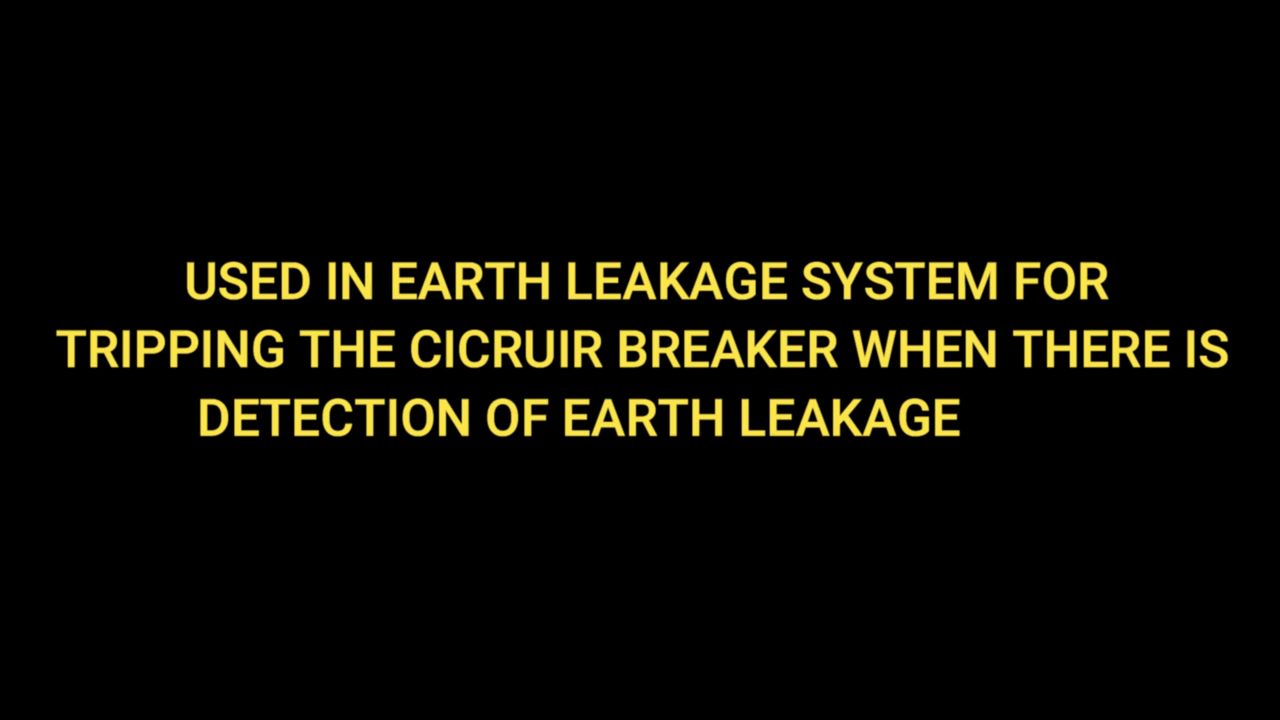 USED IN EARTH LEAKAGE SYSTEM FOR
TRIPPING THE CICRUIR BREAKER WHEN THERE IS
DETECTION OF EARTH LEAKAGE